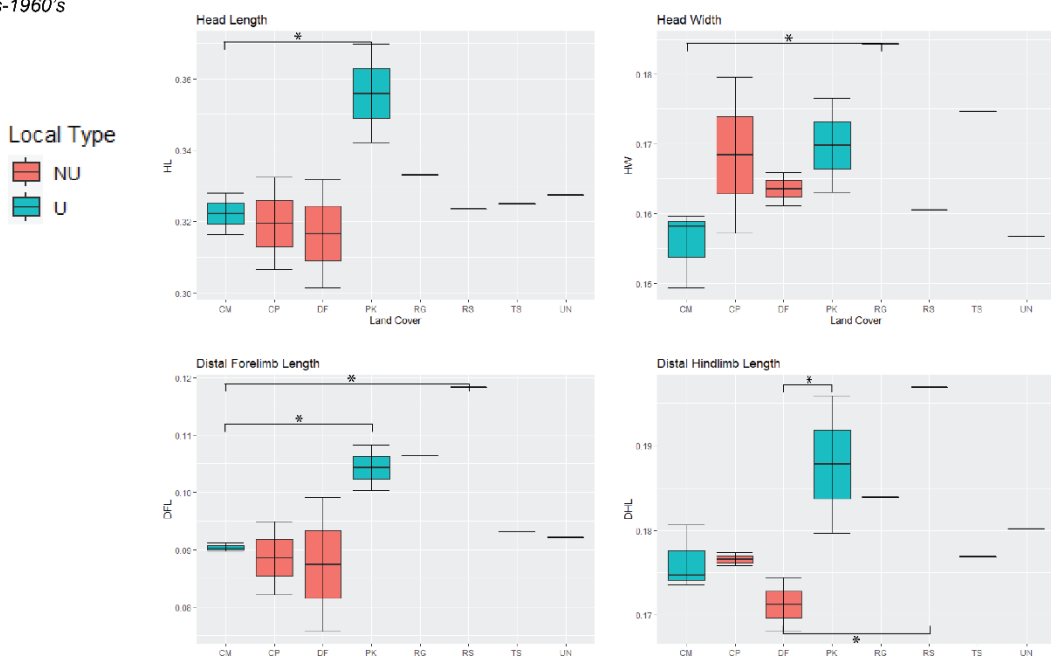 s-1960's
Local Type
NU
U
Head Length
*
HL
0.36
0.34
0.32
0.30
CM CP DF PK RG RS TS UN
Land Cover
Head Width
*
HW
0.18
0.17
0.16
0.15
CM CP DF PK RG RS TS UN
Land Cover
Distal Forelimb Length
*
*
DFL
0.12
0.11
0.10
0.09
0.08
CM CP DF PK RG RS TS UN
Distal Hindlimb Length
*
DHL
0.19
0.18
0.17
*
CM CP DF PK RG RS TS UN